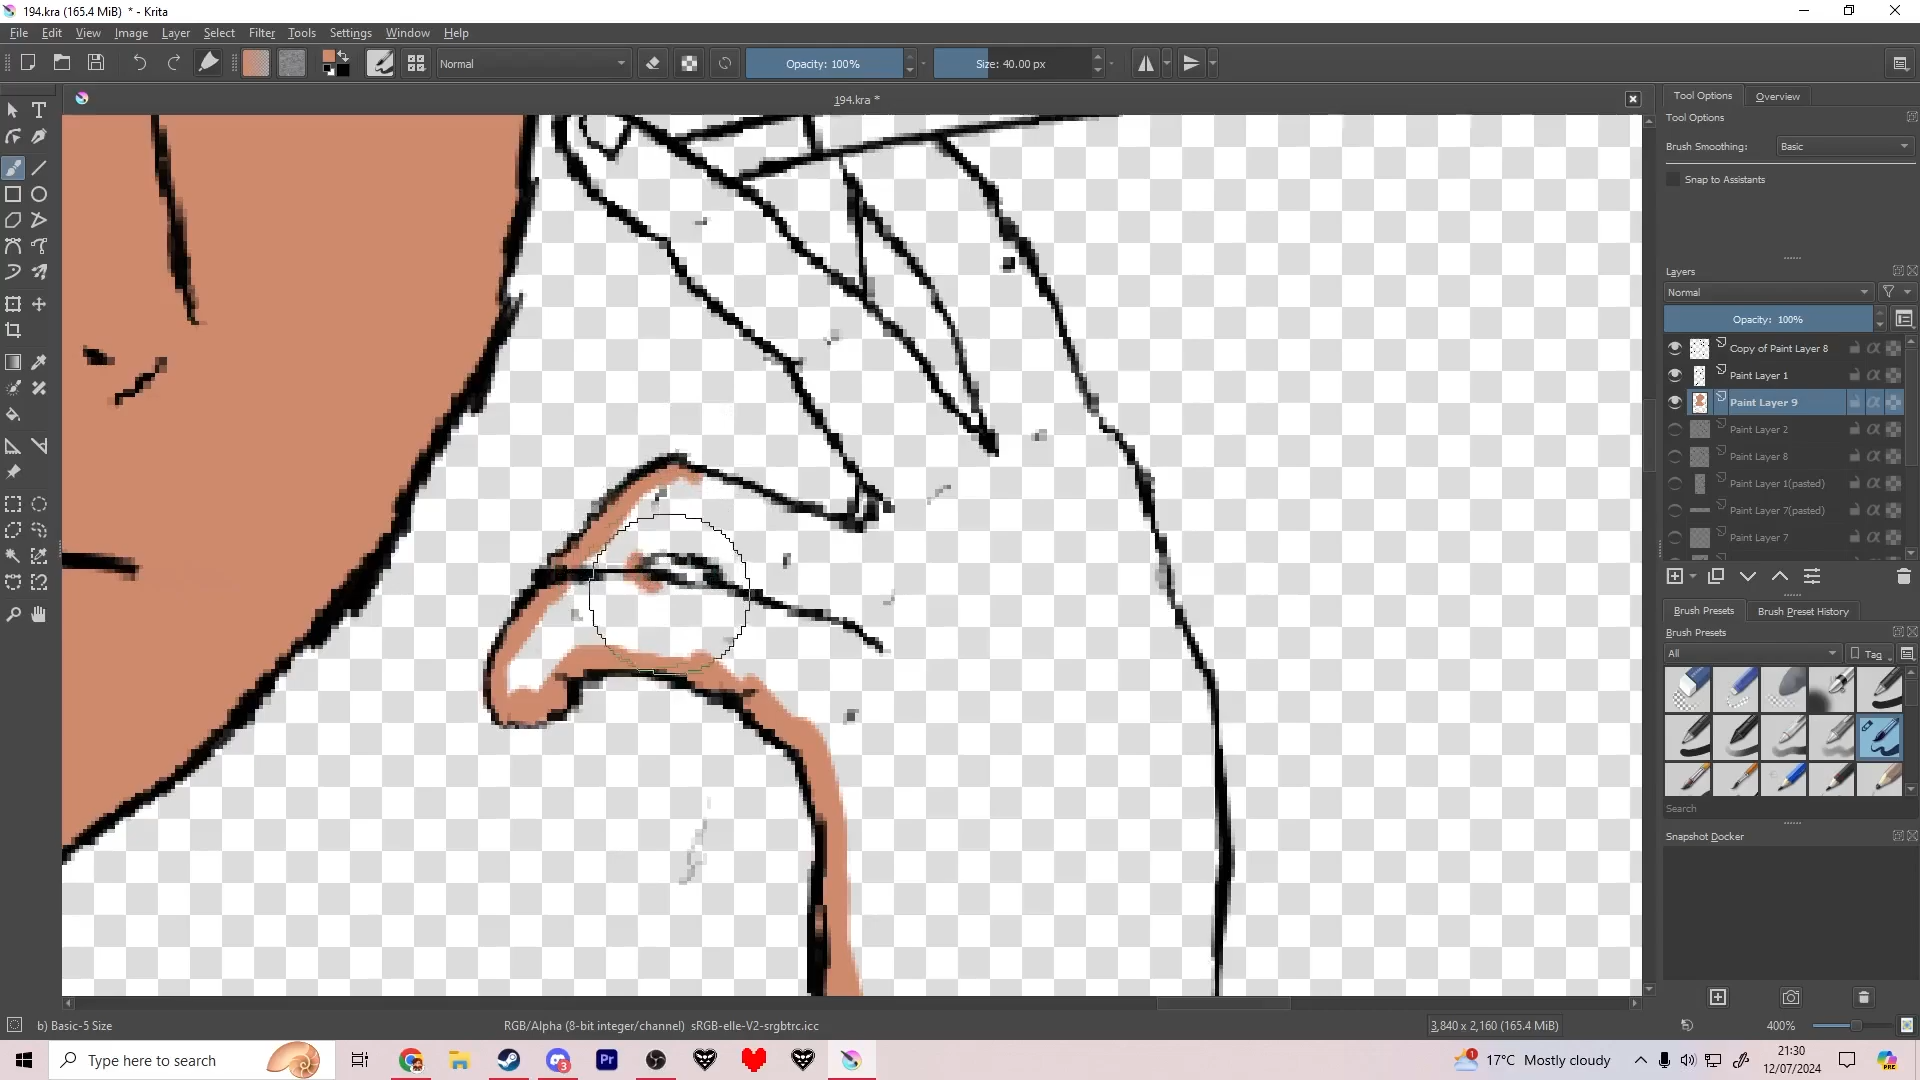 194.kra (165.4 MiB) * - Krita
File Edit View Image Layer Select Filter Tools Settings Window Help
Normal Opacity: 100% Size: 40.00 px
194.kra *
Tool Options Overview
Tool Options
Brush Smoothing: Basic
Snap to Assistants
Layers
Normal
Opacity: 100%
Copy of Paint Layer 8
Paint Layer 1
Paint Layer 9
Paint Layer 2
Paint Layer 8
Paint Layer 1(pasted)
Paint Layer 7(pasted)
Paint Layer 7
Brush Presets Brush Preset History
Brush Presets
All Tag
Search
Snapshot Docker
b) Basic-5 Size RGB/Alpha (8-bit integer/channel) sRGB-elle-V2-srgbtrc.icc 3,840 x 2,160 (165.4 MiB) 400%
Type here to search 3 Pr 1 17°C Mostly cloudy 21:30
12/07/2024
PRE